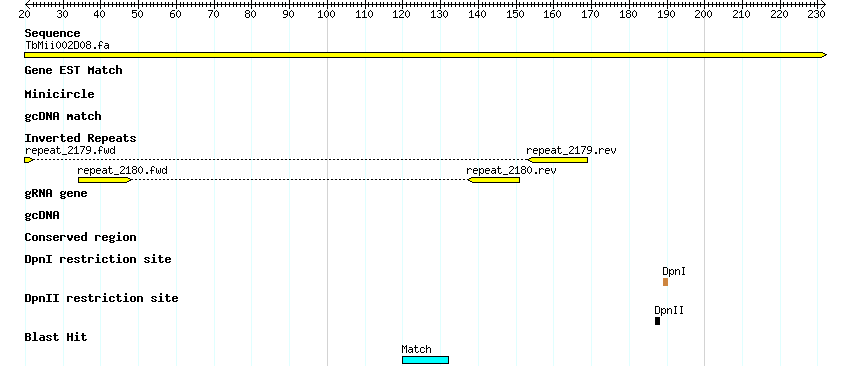 20 30 40 50 60 70 80 90 100 110 120 130 140 150 160 170 180 190 200 210 220 230
Sequence
TbMii002D08.fa
Gene EST Match
Minicircle
gcDNA match
Inverted Repeats
repeat_2179.fwd repeat_2179.rev
repeat_2180.fwd repeat_2180.rev
gRNA gene
gcDNA
Conserved region
DpnI restriction site
DpnI
DpnII restriction site
DpnII
Blast Hit
Match